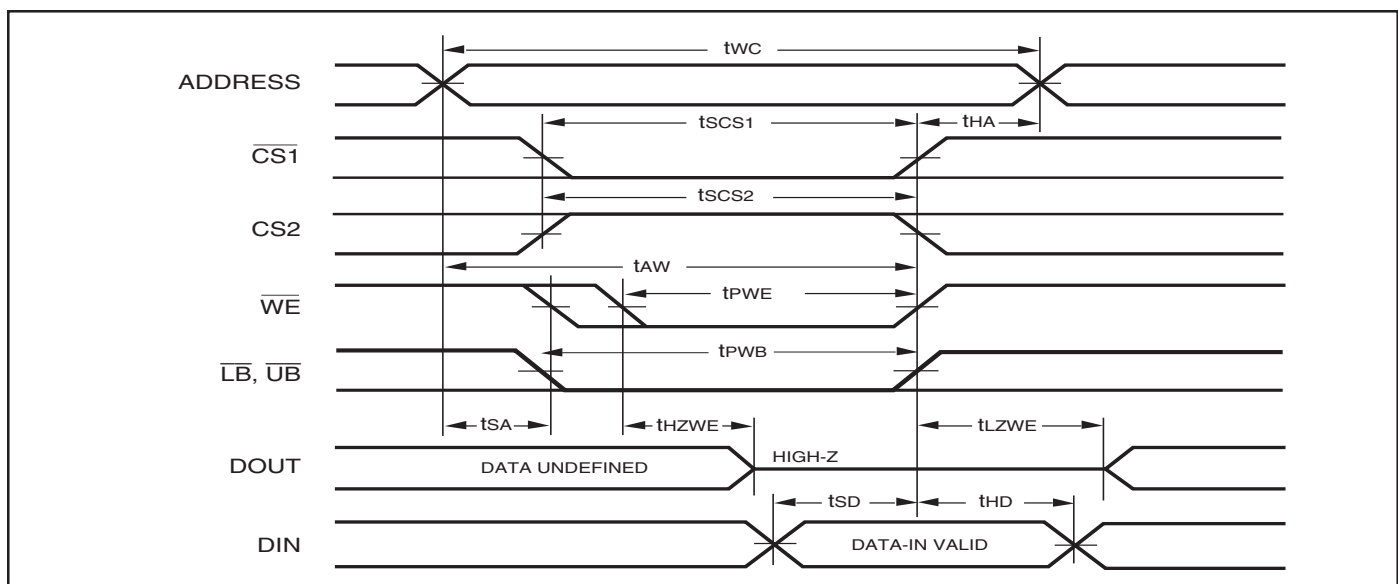 tWC
ADDRESS
tSCS1
tHA
CS1
tSCS2
CS2
tAW
WE
tPWE
LB, UB
tPWB
tSA
tHZWE
tLZWE
DOUT
DATA UNDEFINED
HIGH-Z
tSD
tHD
DIN
DATA-IN VALID